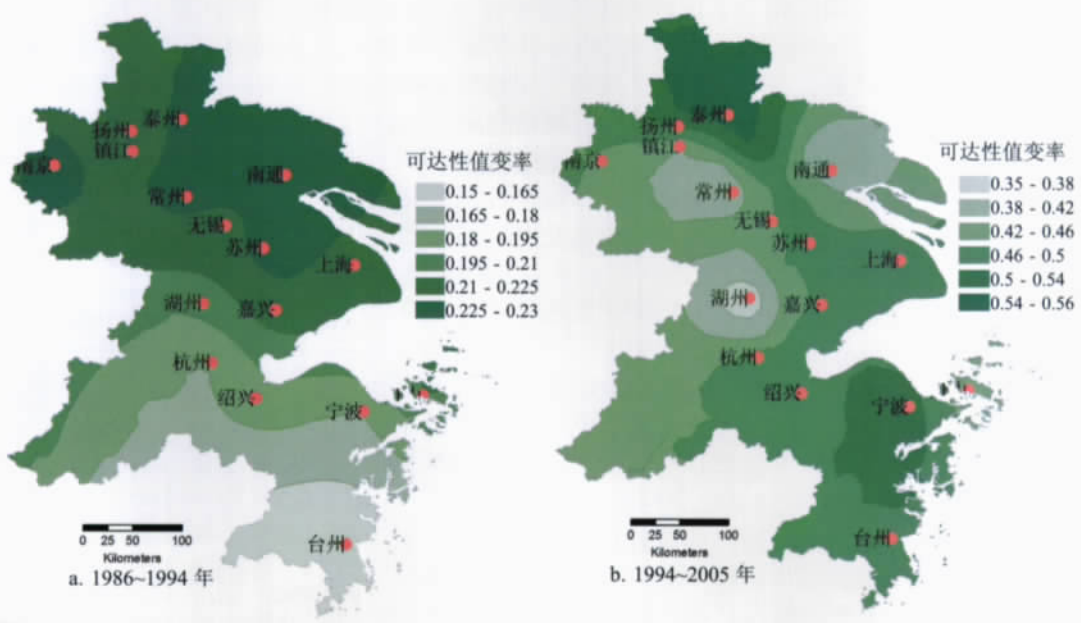 泰州
扬州
镇江
南京
南通
常州
无锡
苏州
上海
湖州
嘉兴
杭州
绍兴
宁波
台州
可达性值变率
0.15 - 0.165
0.165 - 0.18
0.18 - 0.195
0.195 - 0.21
0.21 - 0.225
0.225 - 0.23
0 25 50 100
Kilometers
a. 1986~1994 年
泰州
扬州
镇江
南京
南通
常州
无锡
苏州
上海
湖州
嘉兴
杭州
绍兴
宁波
台州
可达性值变率
0.35 - 0.38
0.38 - 0.42
0.42 - 0.46
0.46 - 0.5
0.5 - 0.54
0.54 - 0.56
0 25 50 100
Kilometers
b. 1994~2005 年